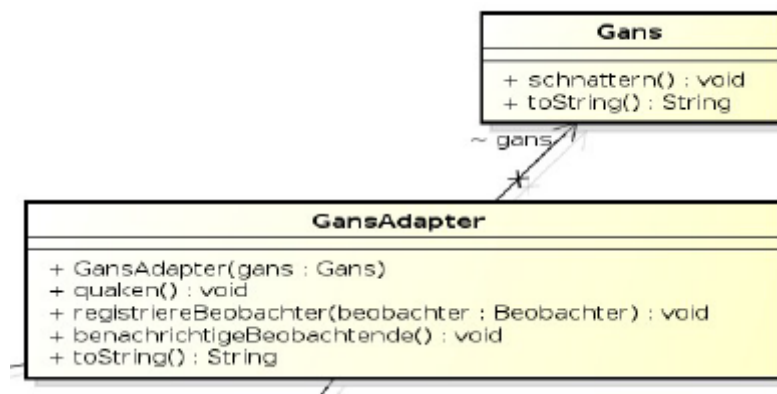 Gans
+ schnattern() : void
+ toString() : String
~ gans
GansAdapter
+ GansAdapter(gans : Gans)
+ quaken() : void
+ registriereBeobachter(beobachter : Beobachter) : void
+ benachrichtigeBeobachtende() : void
+ toString() : String